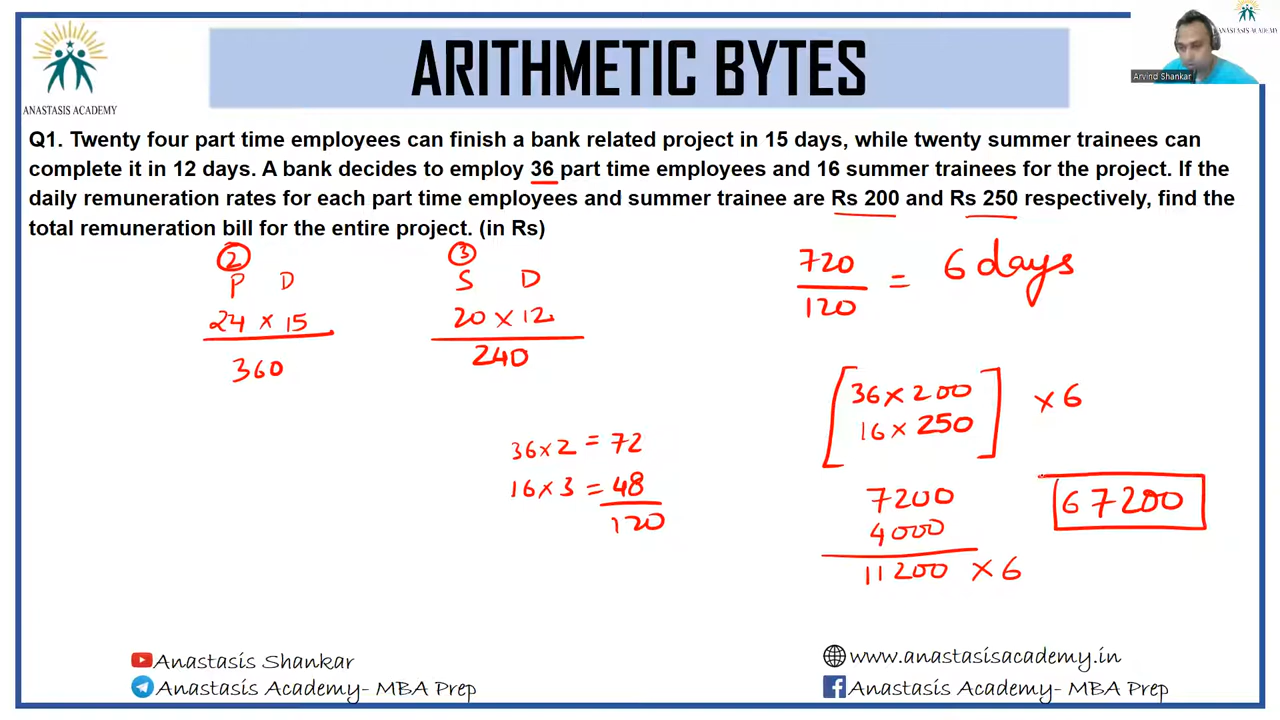 ANASTASIS ACADEMY
ARITHMETIC BYTES
ANASTASIS ACADEMY
Arvind Shankar
Q1. Twenty four part time employees can finish a bank related project in 15 days, while twenty summer trainees can
complete it in 12 days. A bank decides to employ 36 part time employees and 16 summer trainees for the project. If the
daily remuneration rates for each part time employees and summer trainee are Rs 200 and Rs 250 respectively, find the
total remuneration bill for the entire project. (in Rs)
2
P D
24 × 15
360
3
S D
20 × 12
240
36 × 2 = 72
16 × 3 = 48
120
720
120
= 6 days
36 × 200
16 × 250
× 6
7200
4000
11200 × 6
67200
Anastasis Shankar
Anastasis Academy- MBA Prep
www.anastasisacademy.in
Anastasis Academy- MBA Prep